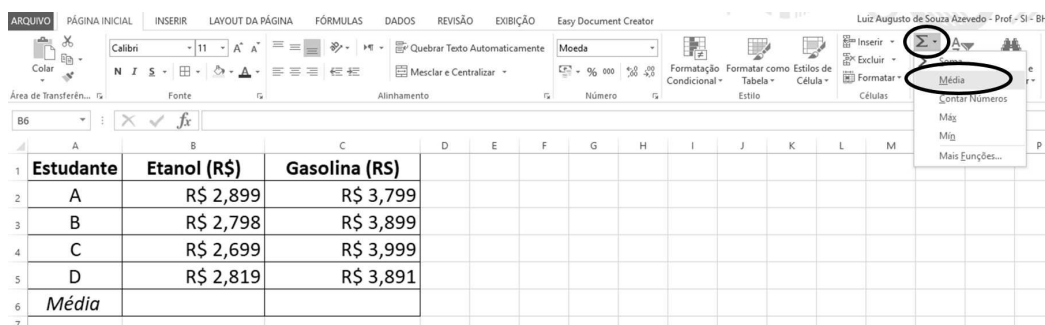 ARQUIVO PÁGINA INICIAL INSERIR LAYOUT DA PÁGINA FÓRMULAS DADOS REVISÃO EXIBIÇÃO Easy Document Creator Luiz Augusto de Souza Azevedo - Prof - SI - BH
Colar
Calibri 11 A A
N I S A
Quebrar Texto Automaticamente
Mesclar e Centralizar
Moeda
% 000
Formatação Condicional
Formatar como Tabela
Estilos de Célula
Inserir
Excluir
Formatar
Σ
Soma
Média
Contar Números
Máx
Mín
Mais Funções...
Área de Transferên... Fonte Alinhamento Número Estilo Células
B6 fx
A B C D E F G H I J K L M P
1 Estudante Etanol (R$) Gasolina (RS)
2 A R$ 2,899 R$ 3,799
3 B R$ 2,798 R$ 3,899
4 C R$ 2,699 R$ 3,999
5 D R$ 2,819 R$ 3,891
6 Média
7